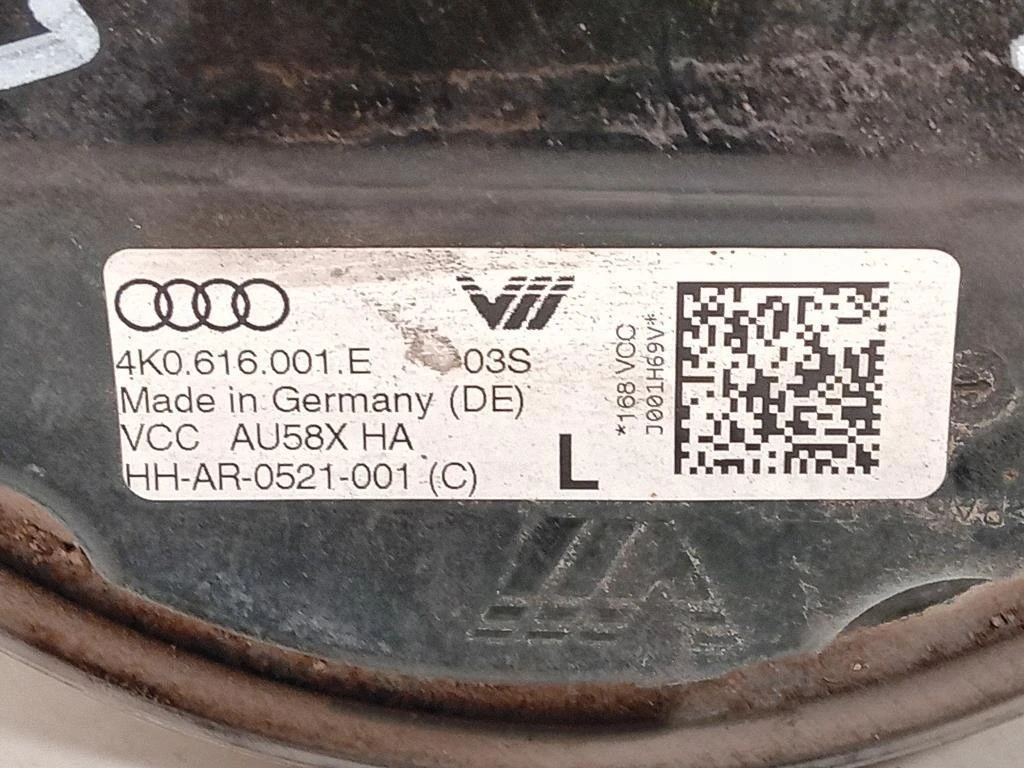 4K0.616.001.E 03S
Made in Germany (DE)
VCC AU58X HA
HH-AR-0521-001 (C)
L
*168 VCC
J001H69V*